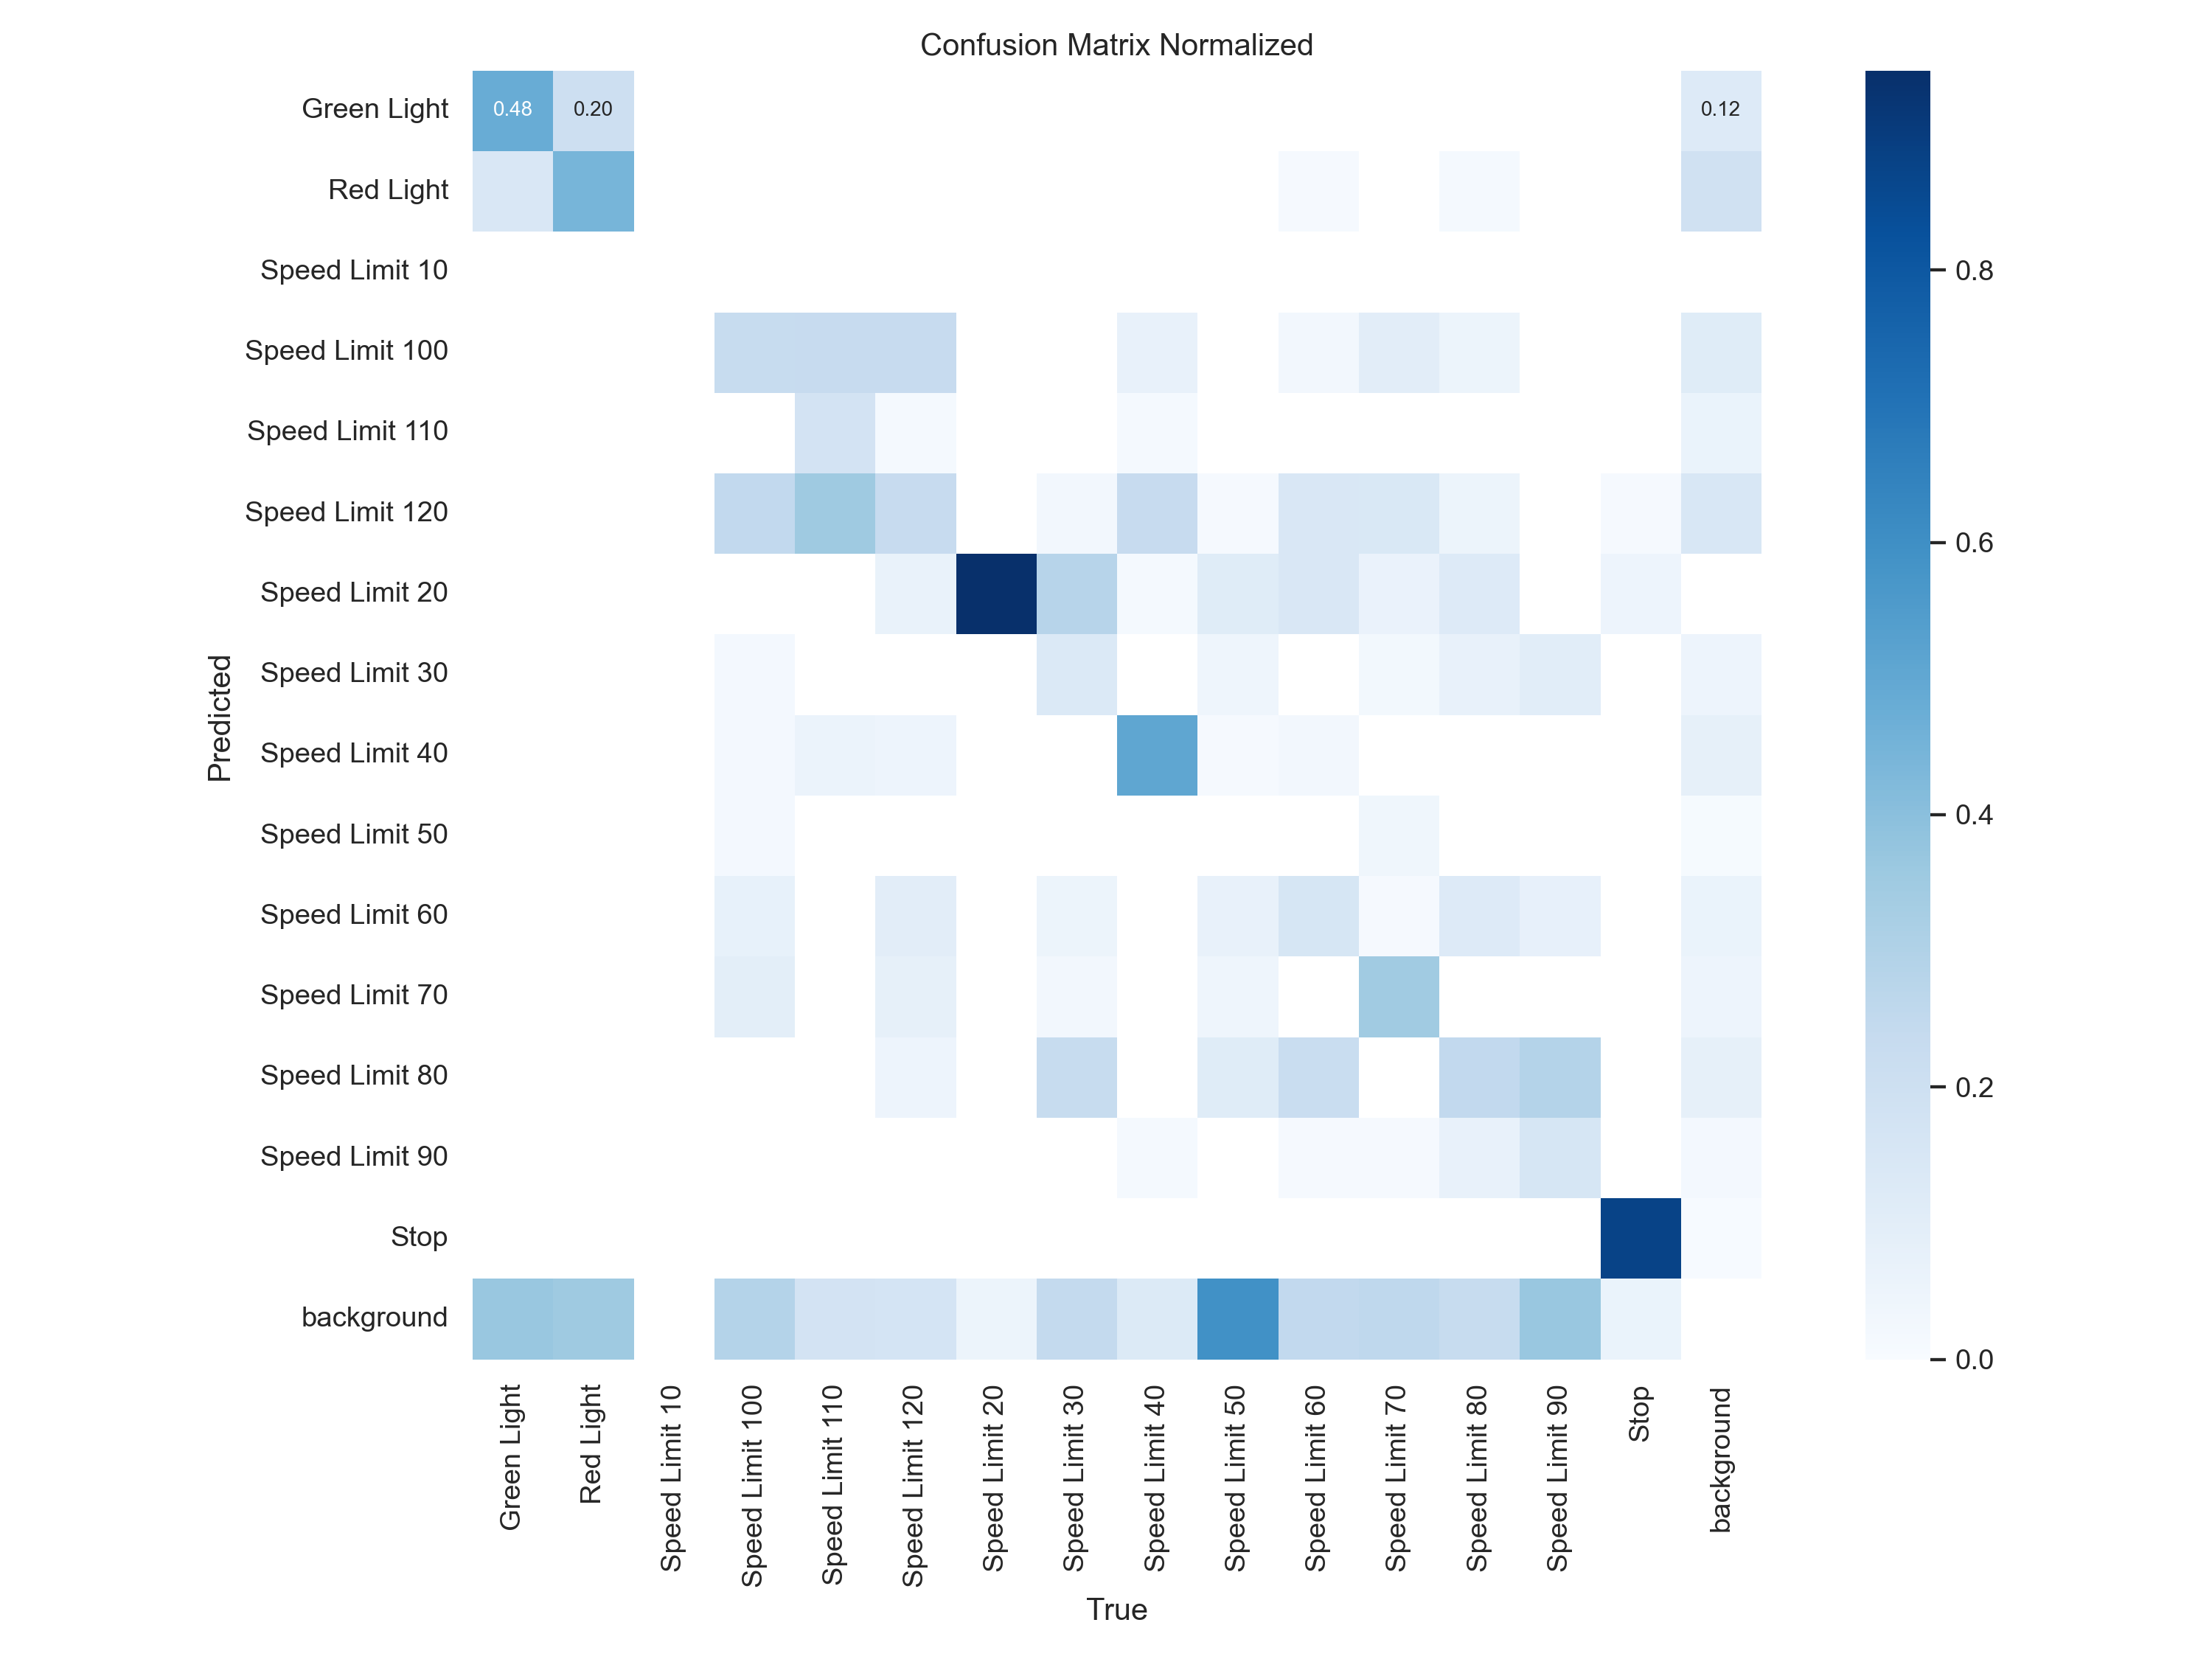 Confusion Matrix Normalized
Green Light
0.48 0.20 0.12
Red Light
Speed Limit 10
Speed Limit 100
Speed Limit 110
Speed Limit 120
Speed Limit 20
Speed Limit 30
Speed Limit 40
Speed Limit 50
Speed Limit 60
Speed Limit 70
Speed Limit 80
Speed Limit 90
Stop
background
Predicted
Green Light
Red Light
Speed Limit 10
Speed Limit 100
Speed Limit 110
Speed Limit 120
Speed Limit 20
Speed Limit 30
Speed Limit 40
Speed Limit 50
Speed Limit 60
Speed Limit 70
Speed Limit 80
Speed Limit 90
Stop
background
True
0.8
0.6
0.4
0.2
0.0